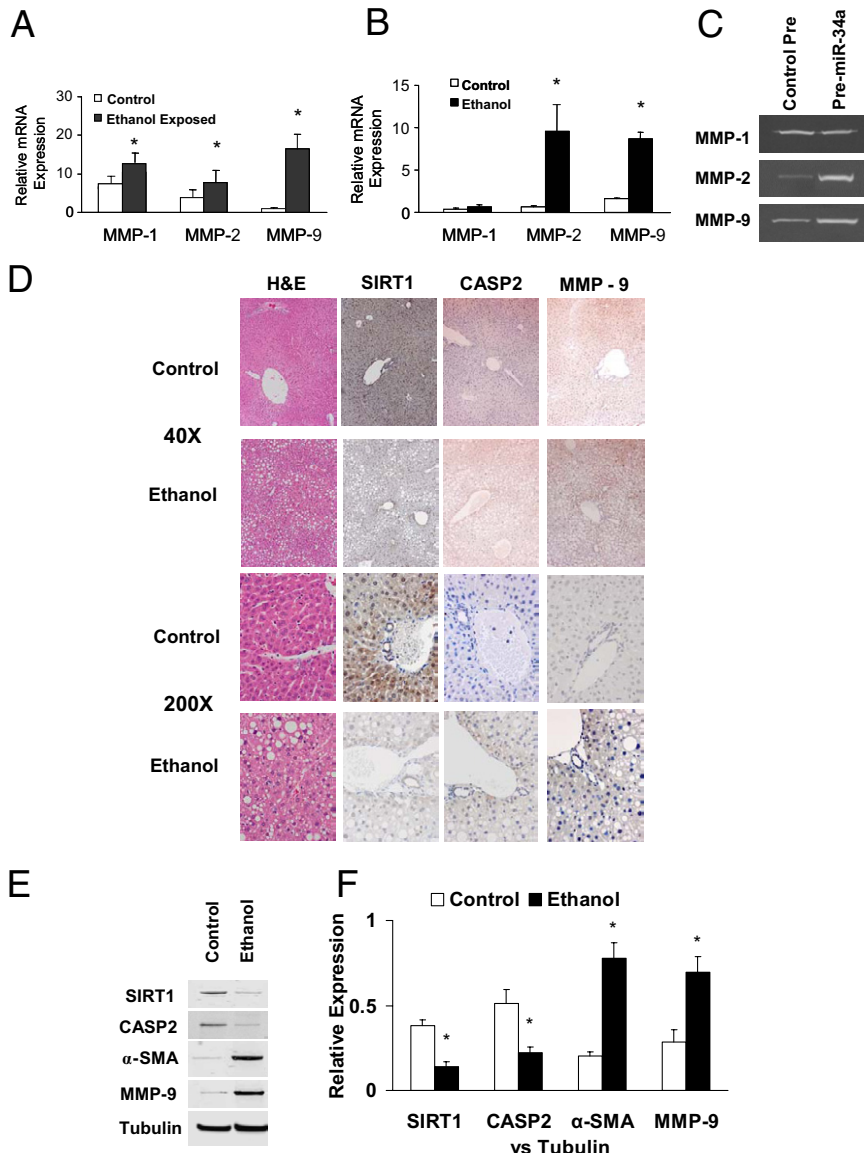 A
30
20
10
0
Relative mRNA
Expression
Control
Ethanol Exposed
*
*
*
MMP-1
MMP-2
MMP-9
B
15
10
5
0
Relative mRNA
Expression
Control
Ethanol
*
*
MMP-1
MMP-2
MMP-9
C
Control Pre
Pre-miR-34a
MMP-1
MMP-2
MMP-9
D
H&E
SIRT1
CASP2
MMP - 9
Control
40X
Ethanol
Control
200X
Ethanol
E
Control
Ethanol
SIRT1
CASP2
α-SMA
MMP-9
Tubulin
F
Control
Ethanol
1
0.5
0
Relative Expression
*
*
*
*
SIRT1
CASP2
α-SMA
MMP-9
vs Tubulin